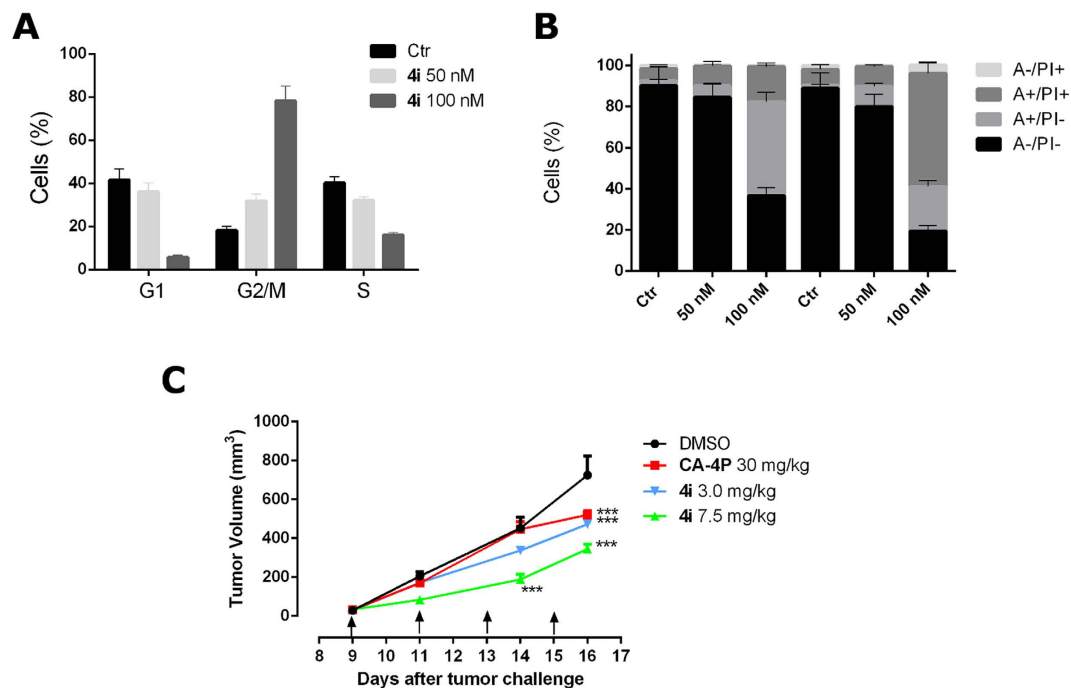 A
100
80
60
40
20
0
Cells (%)
G1 G2/M S
Ctr
4i 50 nM
4i 100 nM
B
100
80
60
40
20
0
Cells (%)
Ctr 50 nM 100 nM Ctr 50 nM 100 nM
A-/PI+
A+/PI+
A+/PI-
A-/PI-
C
1000
800
600
400
200
0
Tumor Volume (mm³)
***
***
***
***
8 9 10 11 12 13 14 15 16 17
Days after tumor challenge
DMSO
CA-4P 30 mg/kg
4i 3.0 mg/kg
4i 7.5 mg/kg